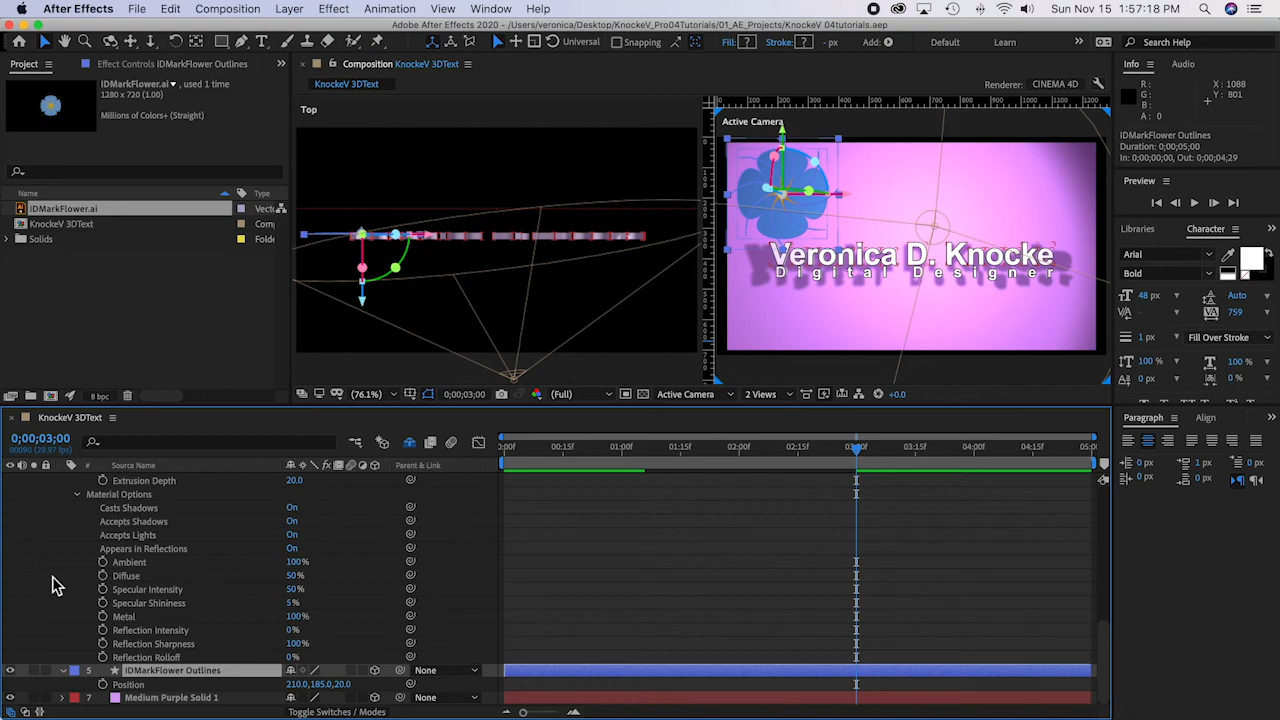 After Effects File Edit Composition Layer Effect Animation View Window Help Sun Nov 15 1:57:18 PM
Adobe After Effects 2020 - /Users/veronica/Desktop/KnockeV_Pro04Tutorials/01_AE_Projects/KnockeV 04tutorials.aep
Universal Snapping Fill: ? Stroke: ? - px Add: Default Learn Search Help
Project Effect Controls IDMarkFlower Outlines Composition KnockeV 3DText Info Audio
IDMarkFlower.ai , used 1 time
1280 x 720 (1.00)
Millions of Colors+ (Straight)
KnockeV 3DText Renderer: CINEMA 4D
R: X: 1088
G: Y: 801
B:
A: 0
IDMarkFlower Outlines
Duration: 0;00;05;00
In: 0;00;00;00, Out: 0;00;04;29
Top
Active Camera
Veronica D. Knocke
Digital Designer
Preview
Name Type
IDMarkFlower.ai Vect
KnockeV 3DText Comp
Solids Folde
Libraries Character
Arial
Bold
48 px Auto
- 759
1 px Fill Over Stroke
100 % 100 %
0 px 0 %
8 bpc
(76.1%) 0;00;03;00 (Full) Active Camera 2 Views +0.0
KnockeV 3DText
0;00;03;00
00090 (29.97 fps)
00f 00:15f 01:00f 01:15f 02:00f 02:15f 03:00f 03:15f 04:00f 04:15f 05:0
# Source Name Parent & Link
Extrusion Depth 20.0
Material Options
Casts Shadows On
Accepts Shadows On
Accepts Lights On
Appears in Reflections On
Ambient 100%
Diffuse 50%
Specular Intensity 50%
Specular Shininess 5%
Metal 100%
Reflection Intensity 0%
Reflection Sharpness 100%
Reflection Rolloff 0%
5 IDMarkFlower Outlines None
Position 210.0,185.0,20.0
7 Medium Purple Solid 1 None
Toggle Switches / Modes
Paragraph Align
0 px 1 px 0 px
0 px 0 px